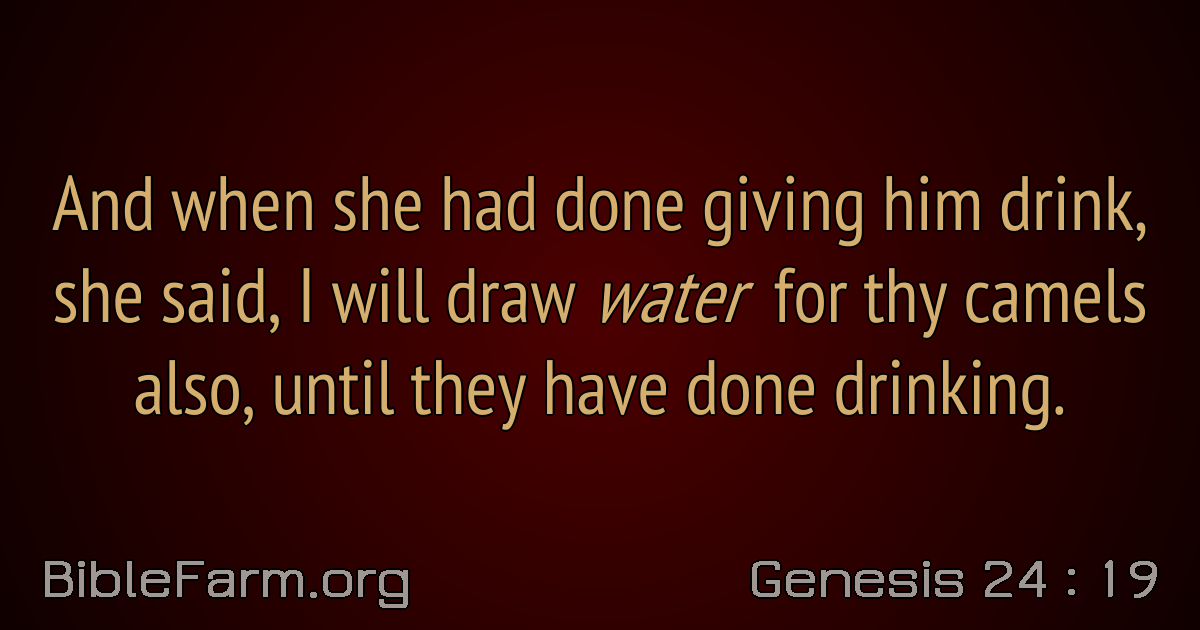 And when she had done giving him drink,
she said, I will draw water for thy camels
also, until they have done drinking.
BibleFarm.org
Genesis 24 : 19